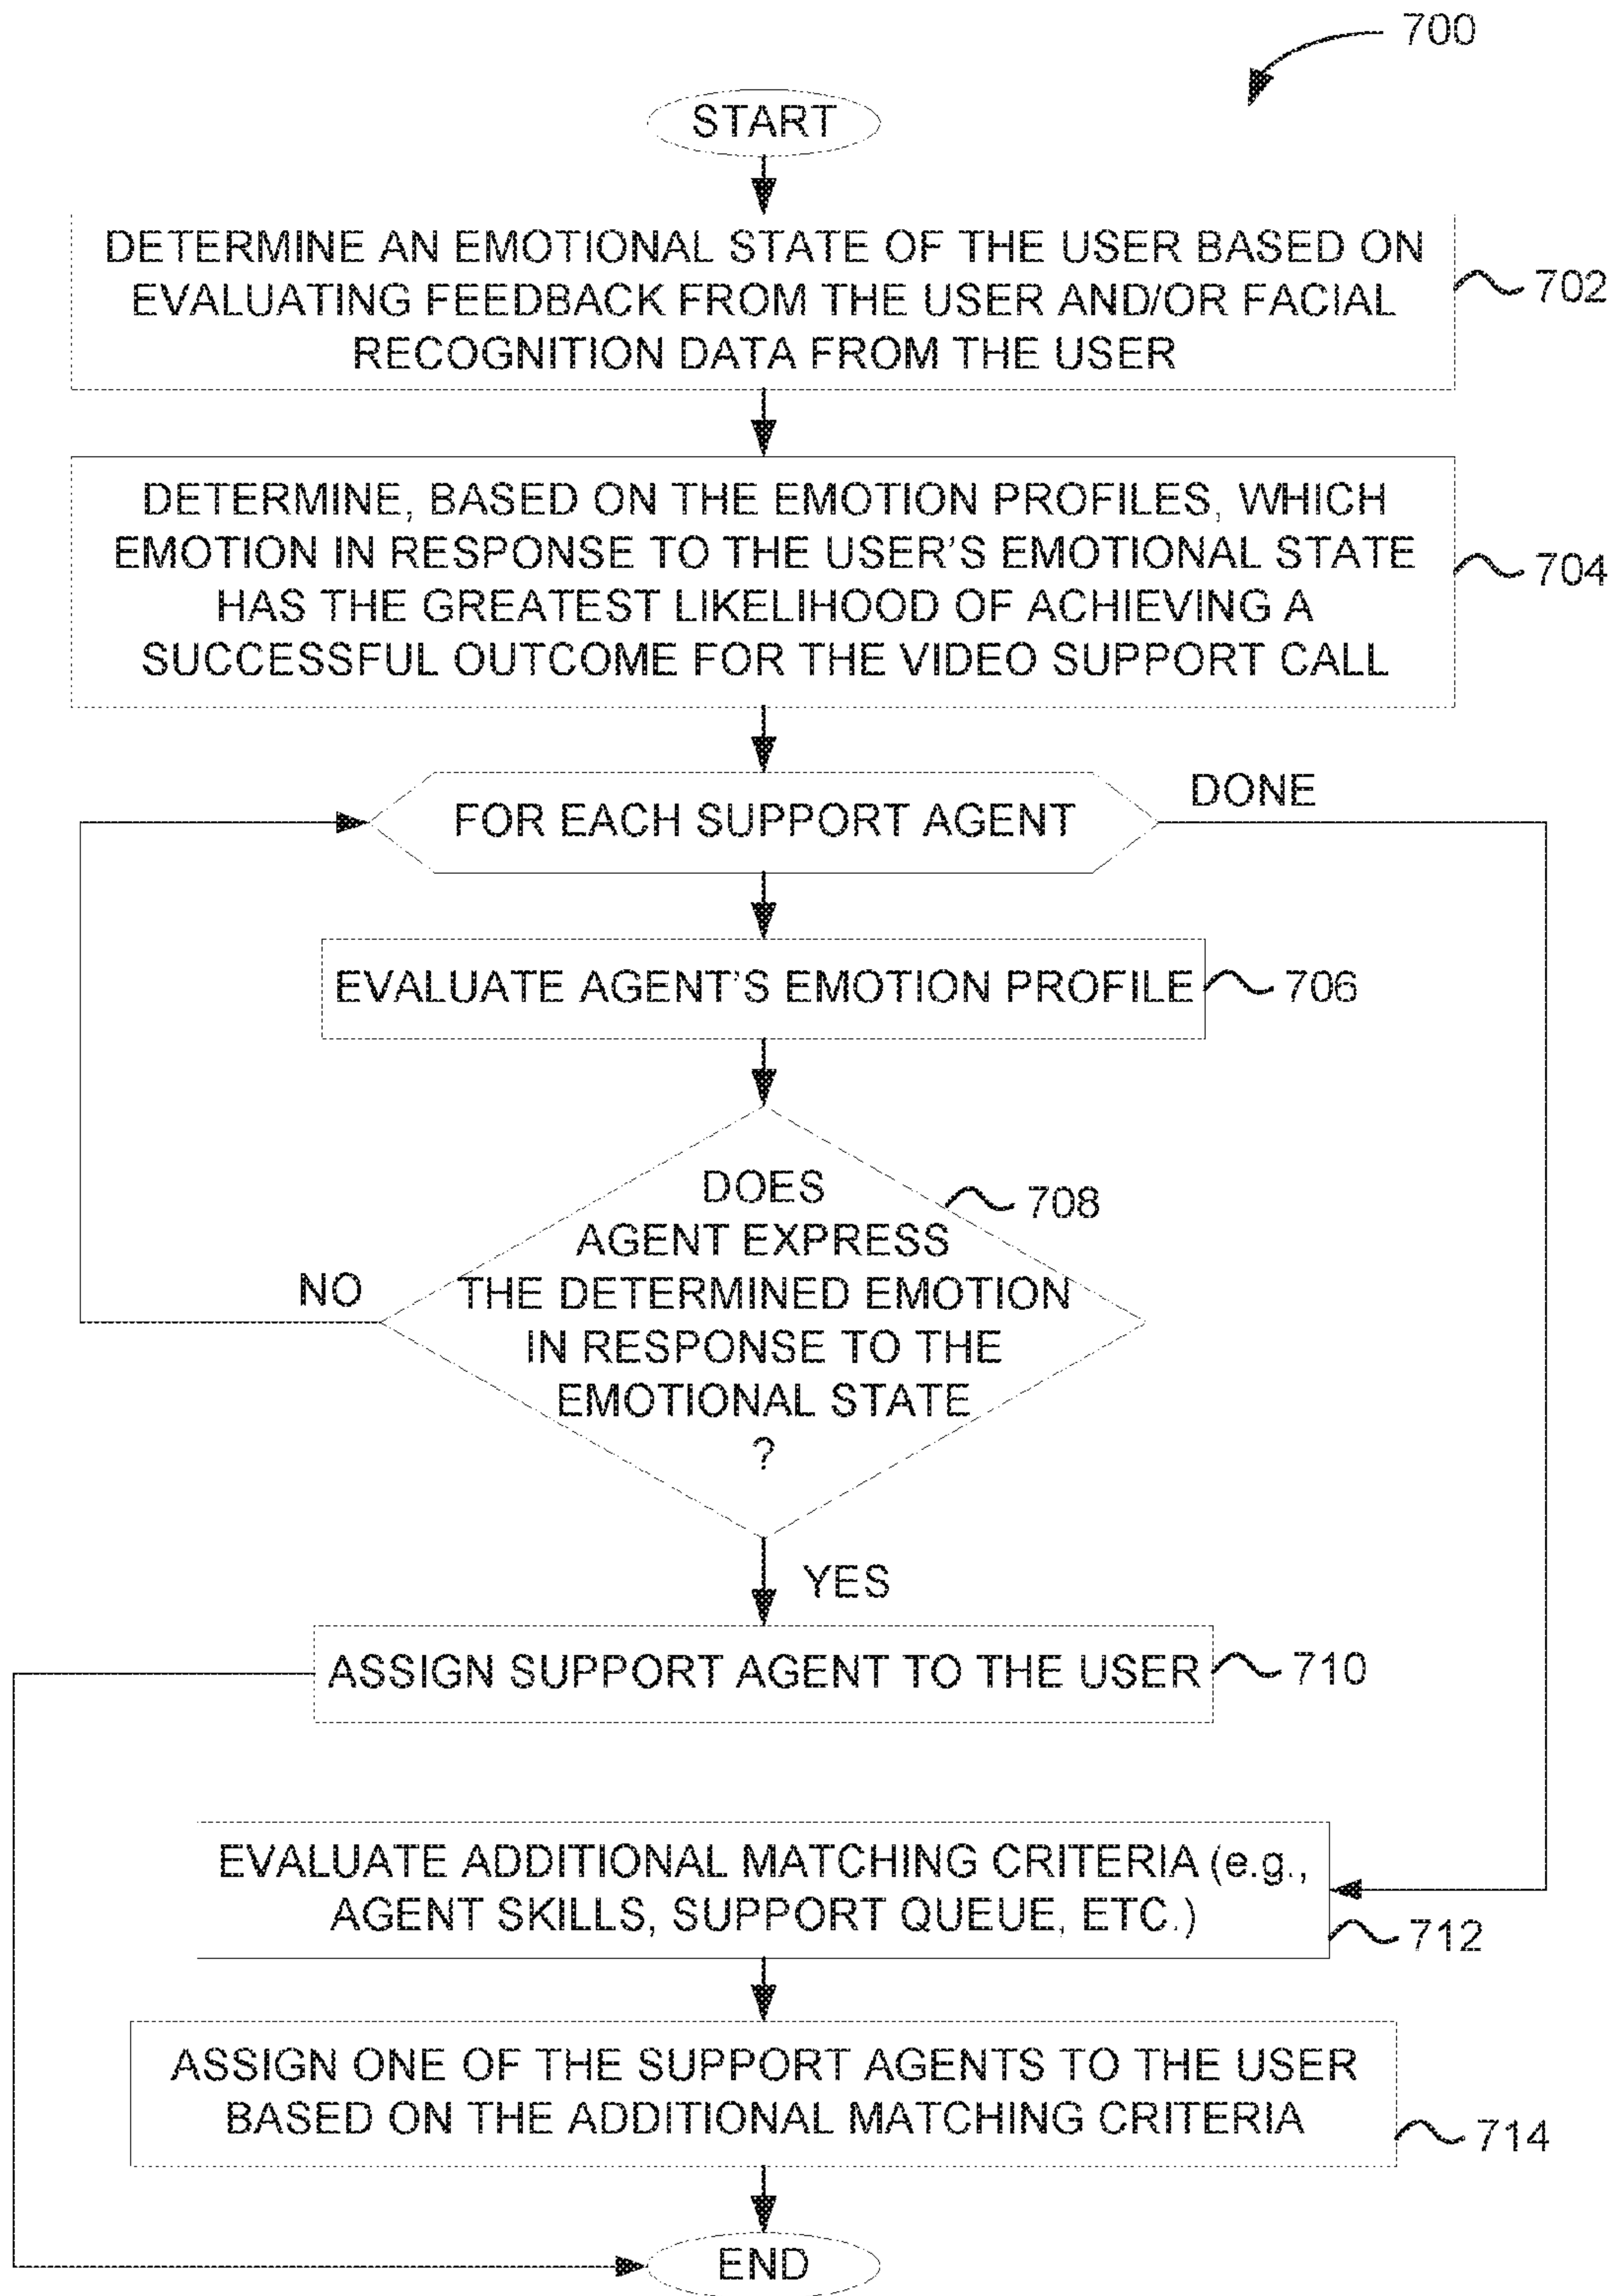 700
START
DETERMINE AN EMOTIONAL STATE OF THE USER BASED ON
EVALUATING FEEDBACK FROM THE USER AND/OR FACIAL
RECOGNITION DATA FROM THE USER
702
DETERMINE, BASED ON THE EMOTION PROFILES, WHICH
EMOTION IN RESPONSE TO THE USER'S EMOTIONAL STATE
HAS THE GREATEST LIKELIHOOD OF ACHIEVING A
SUCCESSFUL OUTCOME FOR THE VIDEO SUPPORT CALL
704
FOR EACH SUPPORT AGENT
DONE
EVALUATE AGENT'S EMOTION PROFILE
706
DOES
AGENT EXPRESS
THE DETERMINED EMOTION
IN RESPONSE TO THE
EMOTIONAL STATE
?
708
NO
YES
ASSIGN SUPPORT AGENT TO THE USER
710
EVALUATE ADDITIONAL MATCHING CRITERIA (e.g.,
AGENT SKILLS, SUPPORT QUEUE, ETC.)
712
ASSIGN ONE OF THE SUPPORT AGENTS TO THE USER
BASED ON THE ADDITIONAL MATCHING CRITERIA
714
END